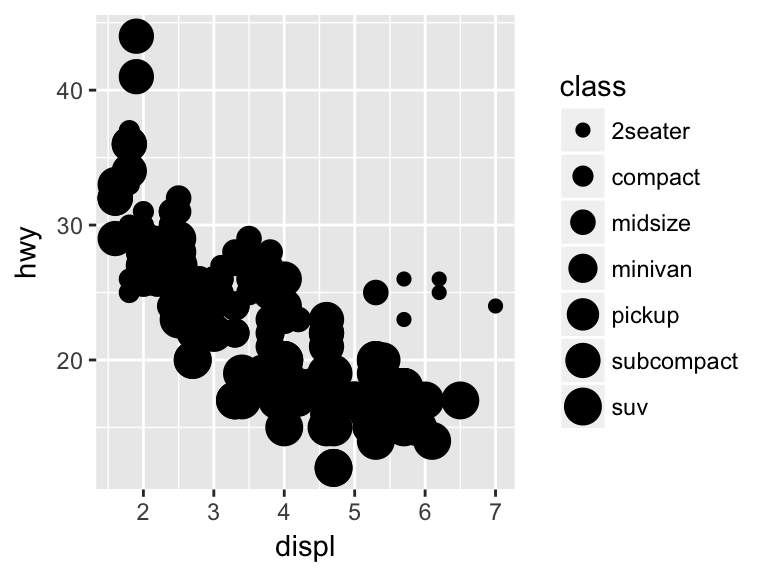 class
2seater
compact
midsize
minivan
pickup
subcompact
suv
hwy
40
30
20
2 3 4 5 6 7
displ